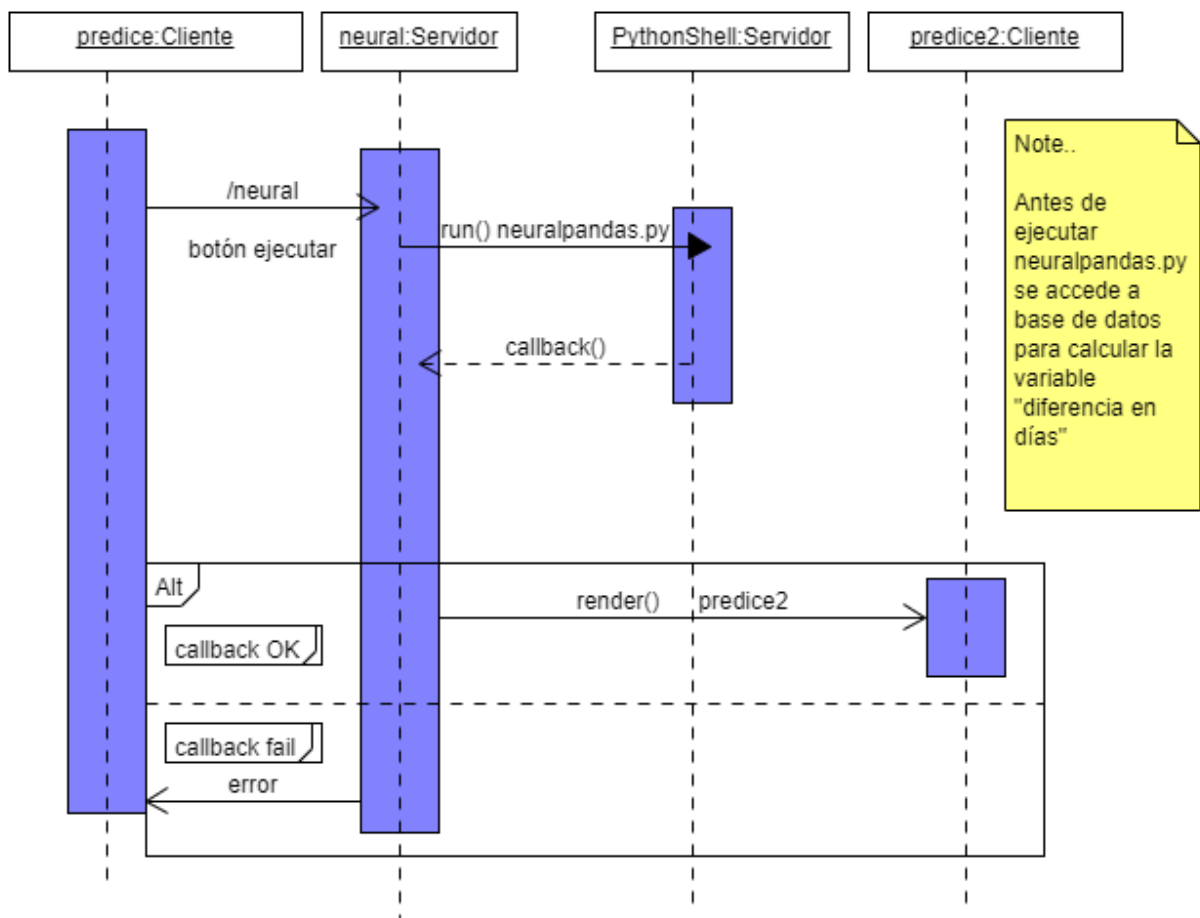 predice:Cliente
neural:Servidor
PythonShell:Servidor
predice2:Cliente
Note..
Antes de
ejecutar
neuralpandas.py
se accede a
base de datos
para calcular la
variable
"diferencia en
días"
/neural
botón ejecutar
run() neuralpandas.py
callback()
Alt
render() predice2
callback OK
callback fail
error